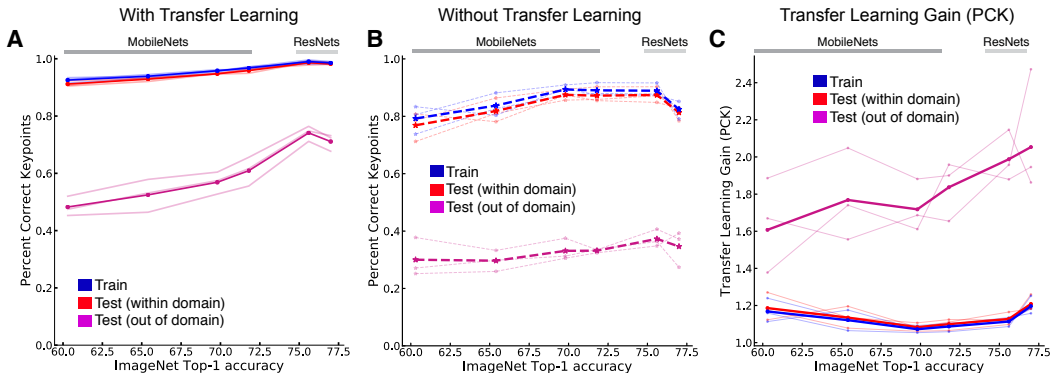 With Transfer Learning
A
MobileNets
ResNets
Percent Correct Keypoints
1.0
0.8
0.6
0.4
0.2
0.0
Train
Test (within domain)
Test (out of domain)
60.0 62.5 65.0 67.5 70.0 72.5 75.0 77.5
ImageNet Top-1 accuracy
Without Transfer Learning
B
MobileNets
ResNets
Percent Correct Keypoints
1.0
0.8
0.6
0.4
0.2
0.0
Train
Test (within domain)
Test (out of domain)
60.0 62.5 65.0 67.5 70.0 72.5 75.0 77.5
ImageNet Top-1 accuracy
Transfer Learning Gain (PCK)
C
MobileNets
ResNets
Transfer Learning Gain (PCK)
2.4
2.2
2.0
1.8
1.6
1.4
1.2
1.0
Train
Test (within domain)
Test (out of domain)
60.0 62.5 65.0 67.5 70.0 72.5 75.0 77.5
ImageNet Top-1 accuracy